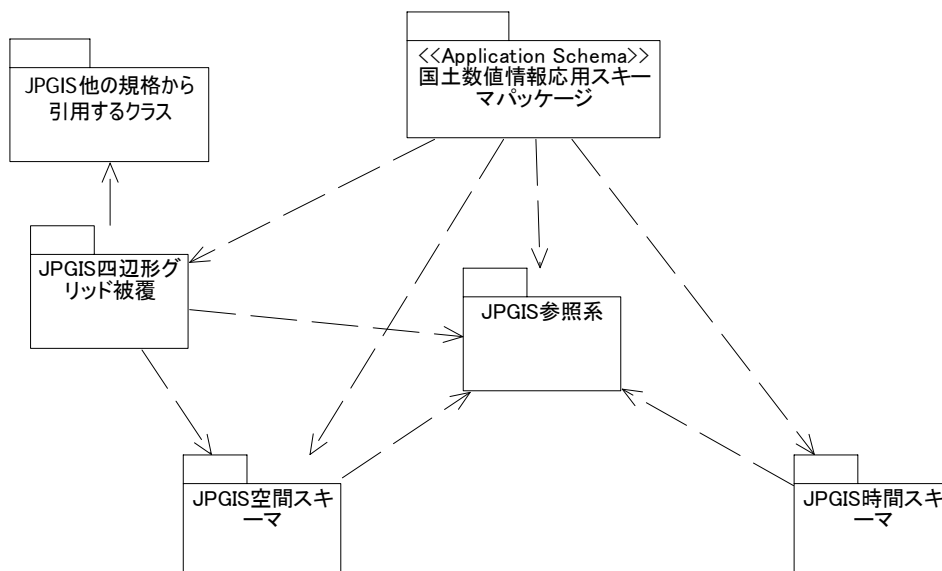 <<Application Schema>>
国土数値情報応用スキー
マパッケージ
JPGIS他の規格から
引用するクラス
JPGIS四辺形グ
リッド被覆
JPGIS参照系
JPGIS空間スキ
ーマ
JPGIS時間スキ
ーマ